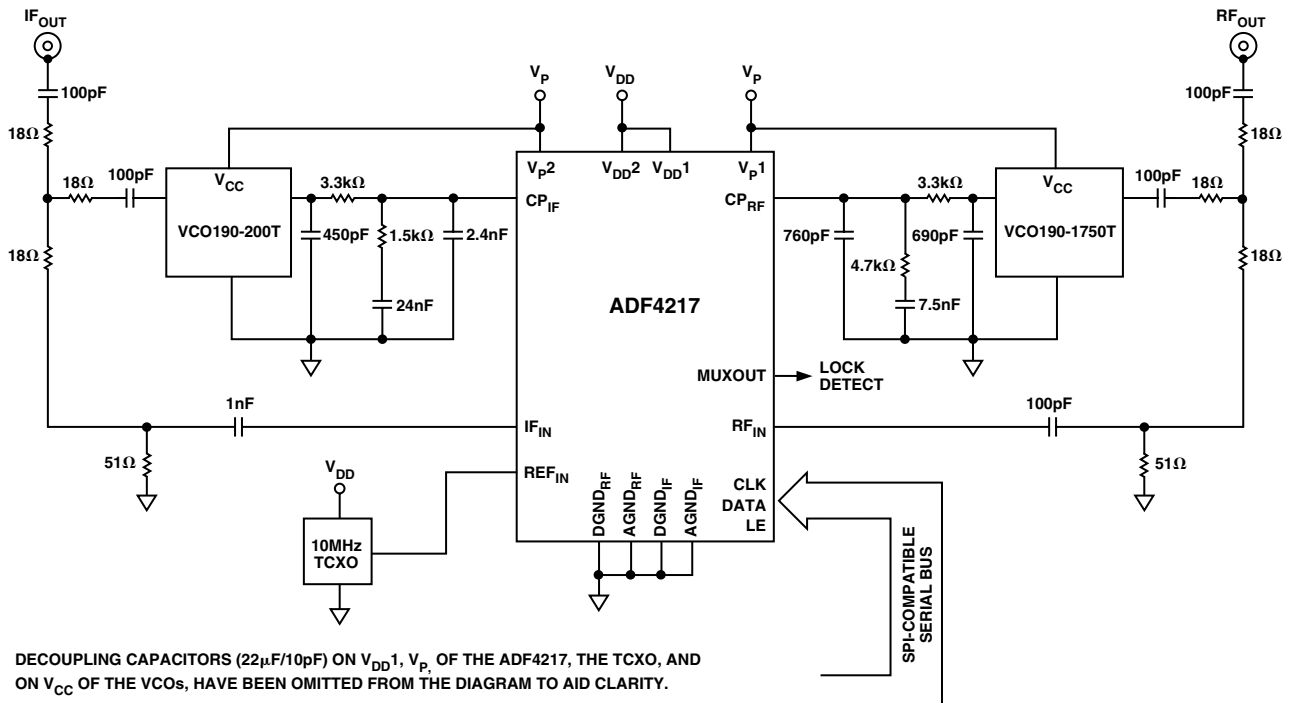 IFOUT
RFOUT
100pF
18Ω
VP
VDD
VP
100pF
18Ω
18Ω
100pF
VCC
VCO190-200T
3.3kΩ
450pF
1.5kΩ
2.4nF
24nF
18Ω
VP2
VDD2
VDD1
VP1
CPIF
CPRF
ADF4217
760pF
3.3kΩ
690pF
4.7kΩ
7.5nF
VCC
VCO190-1750T
100pF
18Ω
18Ω
MUXOUT
LOCK
DETECT
1nF
IFIN
RFIN
100pF
51Ω
51Ω
VDD
REFIN
10MHz
TCXO
DGNDRF
AGNDRF
DGNDIF
AGNDIF
CLK
DATA
LE
SPI-COMPATIBLE
SERIAL BUS
DECOUPLING CAPACITORS (22μF/10pF) ON VDD1, VP, OF THE ADF4217, THE TCXO, AND
ON VCC OF THE VCOs, HAVE BEEN OMITTED FROM THE DIAGRAM TO AID CLARITY.